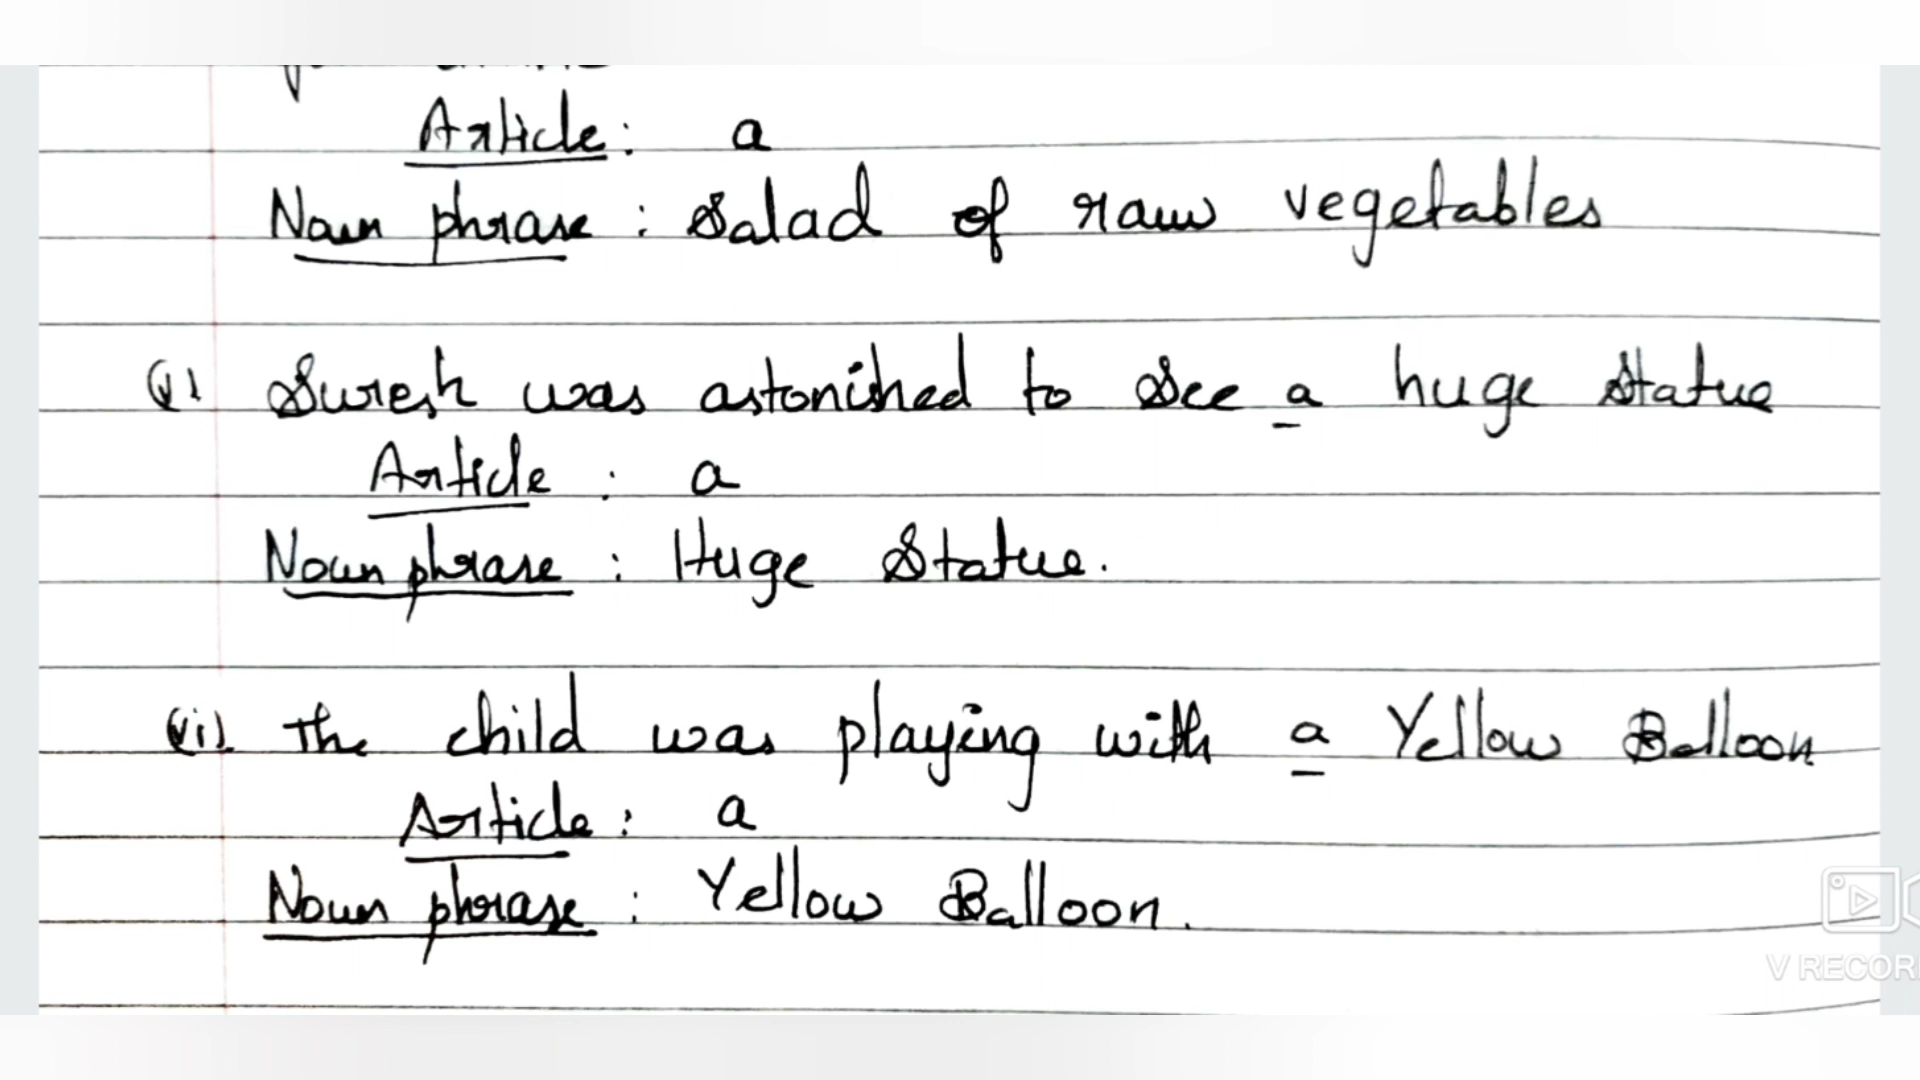 Article: a
Noun phrase: Salad of raw vegetables
(v) Suresh was astonished to see a huge statue
Article : a
Noun phrase : Huge Statue.
(vi) The child was playing with a Yellow Balloon
Article: a
Noun phrase : Yellow Balloon.
V RECOR